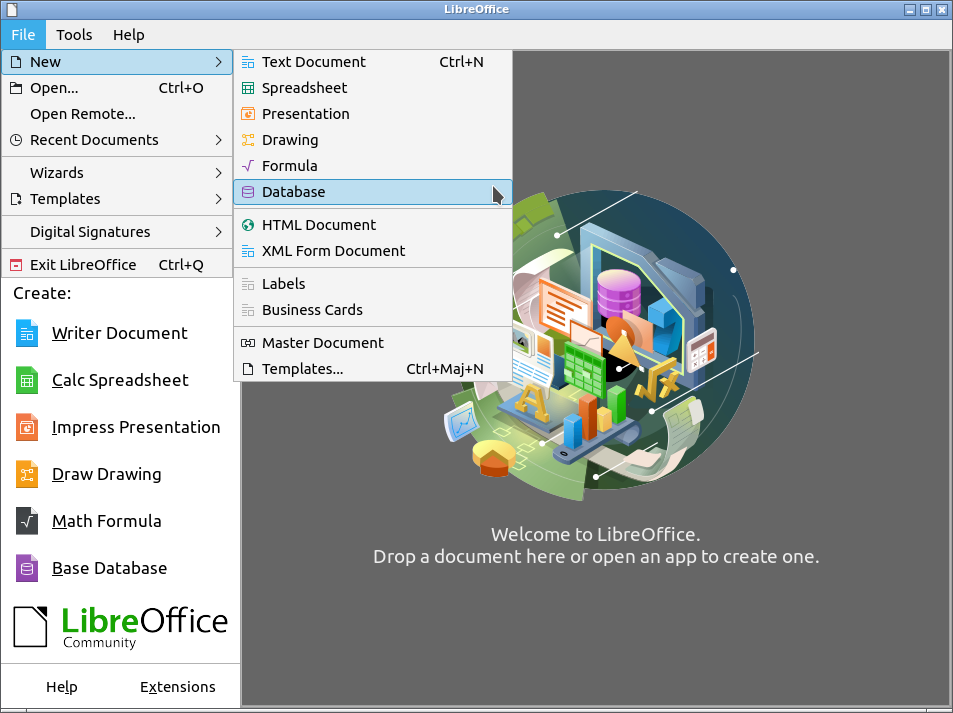 LibreOffice
File Tools Help
New
Open... Ctrl+O
Open Remote...
Recent Documents
Wizards
Templates
Digital Signatures
Exit LibreOffice Ctrl+Q
Text Document Ctrl+N
Spreadsheet
Presentation
Drawing
Formula
Database
HTML Document
XML Form Document
Labels
Business Cards
Master Document
Templates... Ctrl+Maj+N
Create:
Writer Document
Calc Spreadsheet
Impress Presentation
Draw Drawing
Math Formula
Base Database
LibreOffice
Community
Help Extensions
Welcome to LibreOffice.
Drop a document here or open an app to create one.